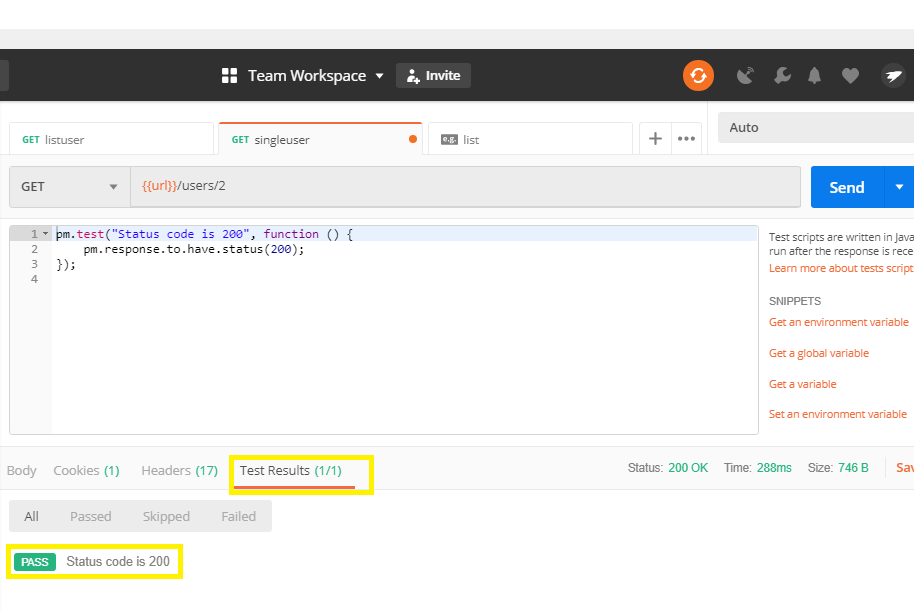 Team Workspace Invite
GET listuser GET singleuser e.g. list + ••• Auto
GET {{url}}/users/2 Send
1 pm.test("Status code is 200", function () {
2 pm.response.to.have.status(200);
3 });
4
Test scripts are written in Java
run after the response is rece
Learn more about tests script
SNIPPETS
Get an environment variable
Get a global variable
Get a variable
Set an environment variable
Body Cookies (1) Headers (17) Test Results (1/1) Status: 200 OK Time: 288ms Size: 746 B Sav
All Passed Skipped Failed
PASS Status code is 200